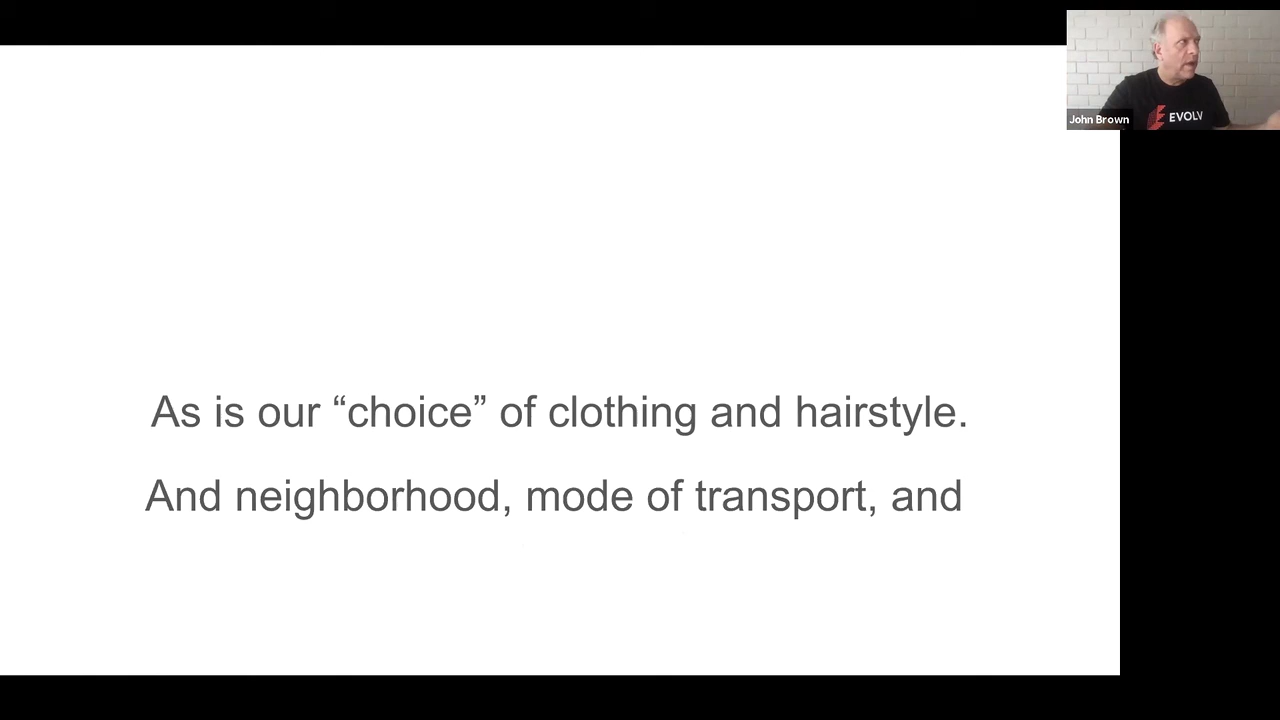 EVOLV
John Brown
As is our “choice” of clothing and hairstyle.
And neighborhood, mode of transport, and